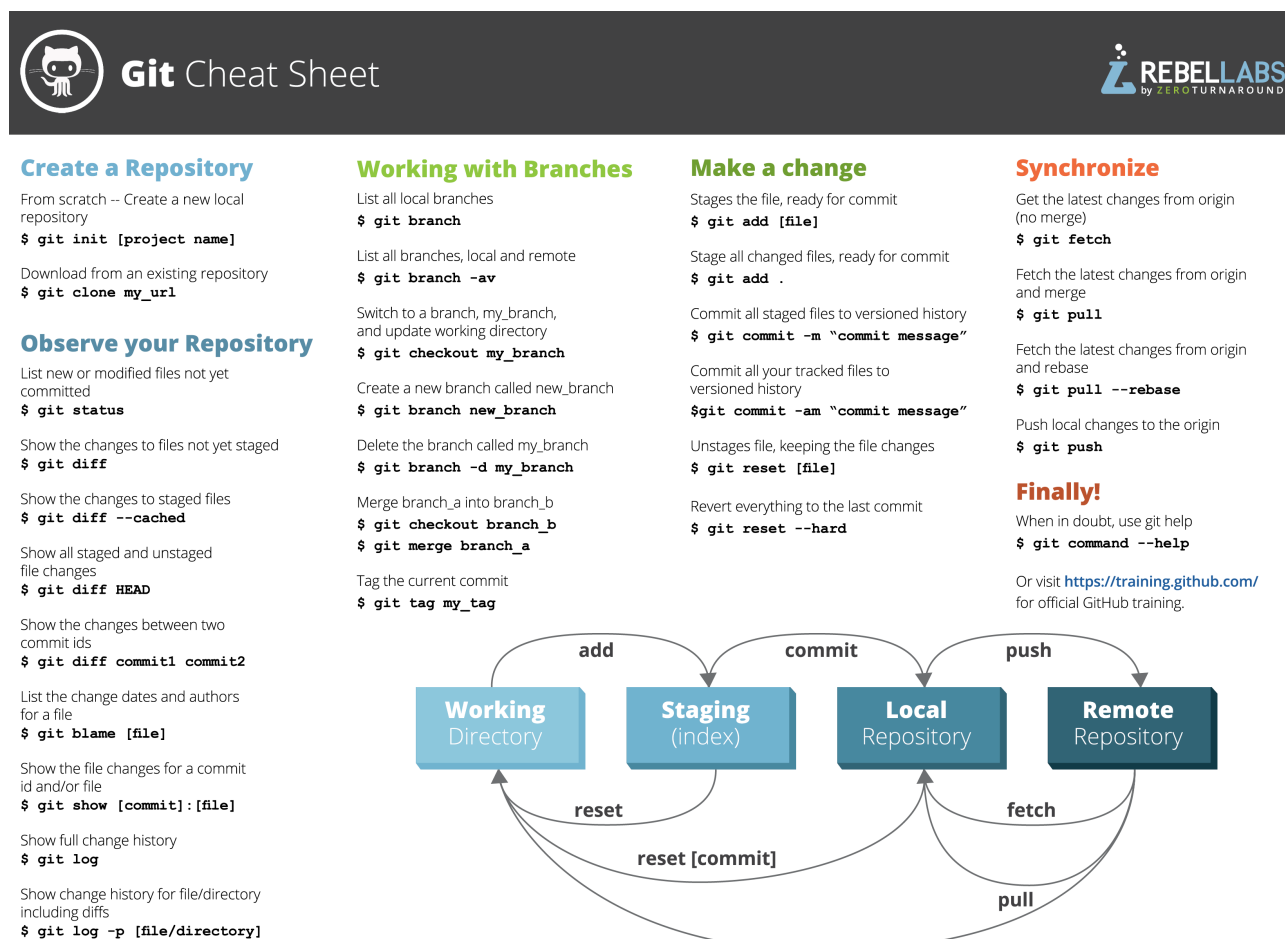 Git Cheat Sheet
REBELLABS
by ZEROTURNAROUND
Create a Repository
From scratch -- Create a new local
repository
$ git init [project name]
Download from an existing repository
$ git clone my_url
Observe your Repository
List new or modified files not yet
committed
$ git status
Show the changes to files not yet staged
$ git diff
Show the changes to staged files
$ git diff --cached
Show all staged and unstaged
file changes
$ git diff HEAD
Show the changes between two
commit ids
$ git diff commit1 commit2
List the change dates and authors
for a file
$ git blame [file]
Show the file changes for a commit
id and/or file
$ git show [commit]:[file]
Show full change history
$ git log
Show change history for file/directory
including diffs
$ git log -p [file/directory]
Working with Branches
List all local branches
$ git branch
List all branches, local and remote
$ git branch -av
Switch to a branch, my_branch,
and update working directory
$ git checkout my_branch
Create a new branch called new_branch
$ git branch new_branch
Delete the branch called my_branch
$ git branch -d my_branch
Merge branch_a into branch_b
$ git checkout branch_b
$ git merge branch_a
Tag the current commit
$ git tag my_tag
Make a change
Stages the file, ready for commit
$ git add [file]
Stage all changed files, ready for commit
$ git add .
Commit all staged files to versioned history
$ git commit -m “commit message”
Commit all your tracked files to
versioned history
$git commit -am “commit message”
Unstages file, keeping the file changes
$ git reset [file]
Revert everything to the last commit
$ git reset --hard
Synchronize
Get the latest changes from origin
(no merge)
$ git fetch
Fetch the latest changes from origin
and merge
$ git pull
Fetch the latest changes from origin
and rebase
$ git pull --rebase
Push local changes to the origin
$ git push
Finally!
When in doubt, use git help
$ git command --help
Or visit https://training.github.com/
for official GitHub training.
add
commit
push
Working
Directory
Staging
(index)
Local
Repository
Remote
Repository
reset
fetch
reset [commit]
pull